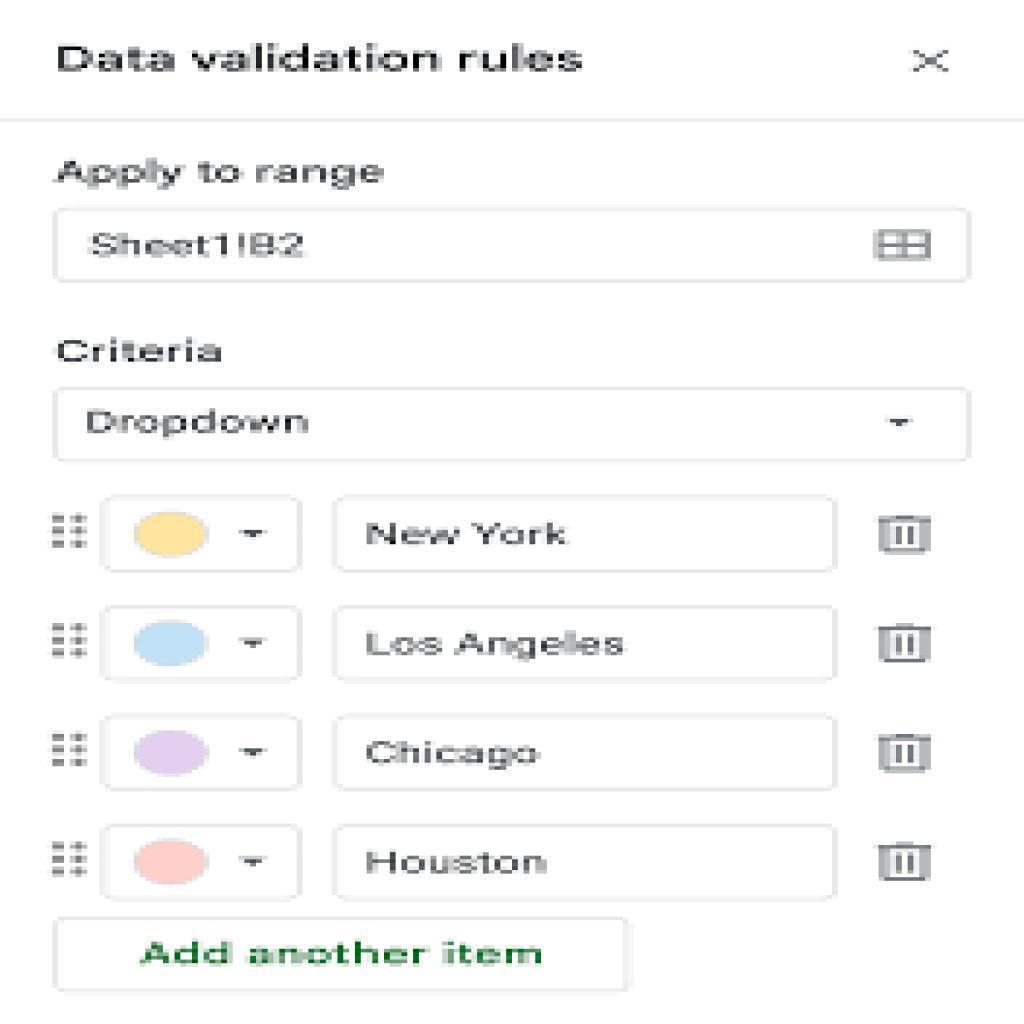 Data validation rules
Apply to range
Sheet1!B2
Criteria
Dropdown
New York
Los Angeles
Chicago
Houston
Add another item